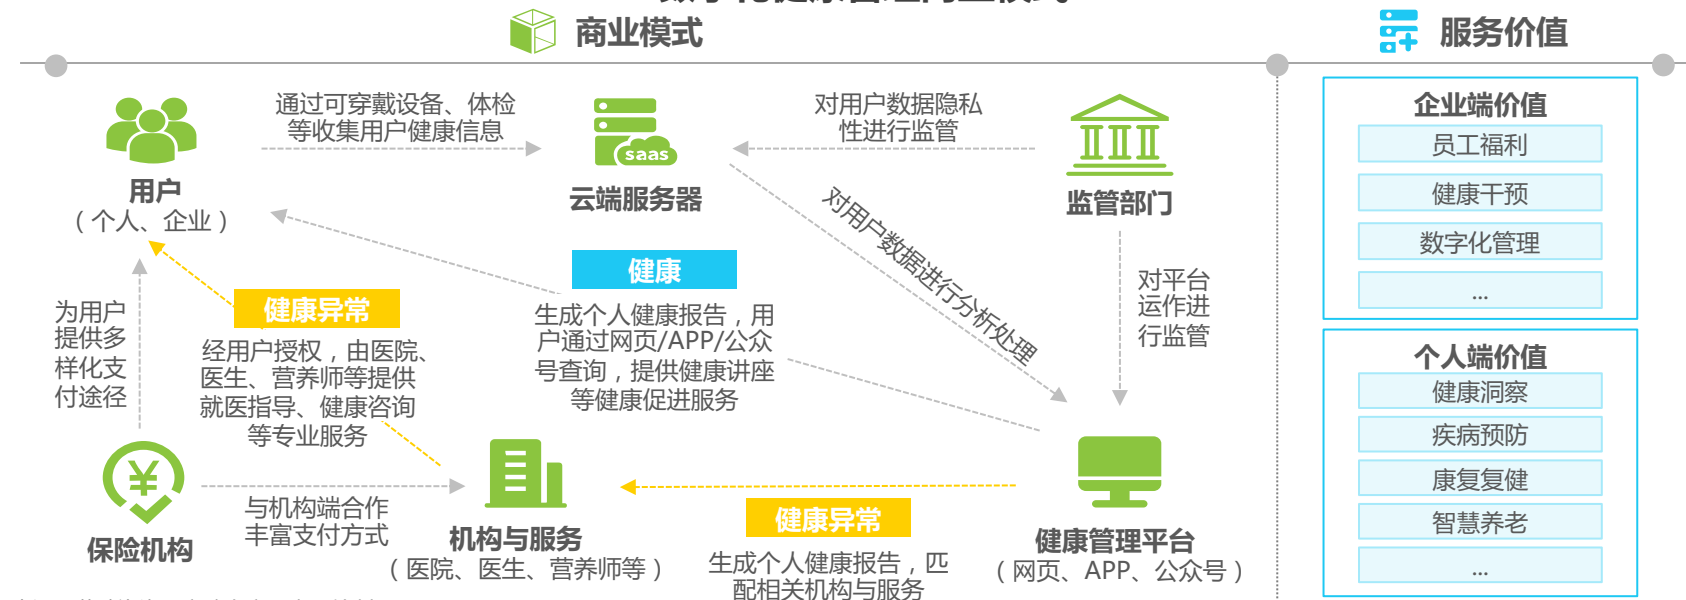 商业模式
服务价值
通过可穿戴设备、体检
等收集用户健康信息
对用户数据隐私
性进行监管
saas
用户
（个人、企业）
云端服务器
监管部门
对用户数据进行分析处理
健康
生成个人健康报告，用
户通过网页/APP/公众
号查询，提供健康讲座
等健康促进服务
对平台
运作进
行监管
为用户
提供多
样化支
付途径
健康异常
经用户授权，由医院、
医生、营养师等提供
就医指导、健康咨询
等专业服务
保险机构
与机构端合作
丰富支付方式
机构与服务
（医院、医生、营养师等）
健康异常
生成个人健康报告，匹
配相关机构与服务
健康管理平台
（网页、APP、公众号）
企业端价值
员工福利
健康干预
数字化管理
...
个人端价值
健康洞察
疾病预防
康复复健
智慧养老
...